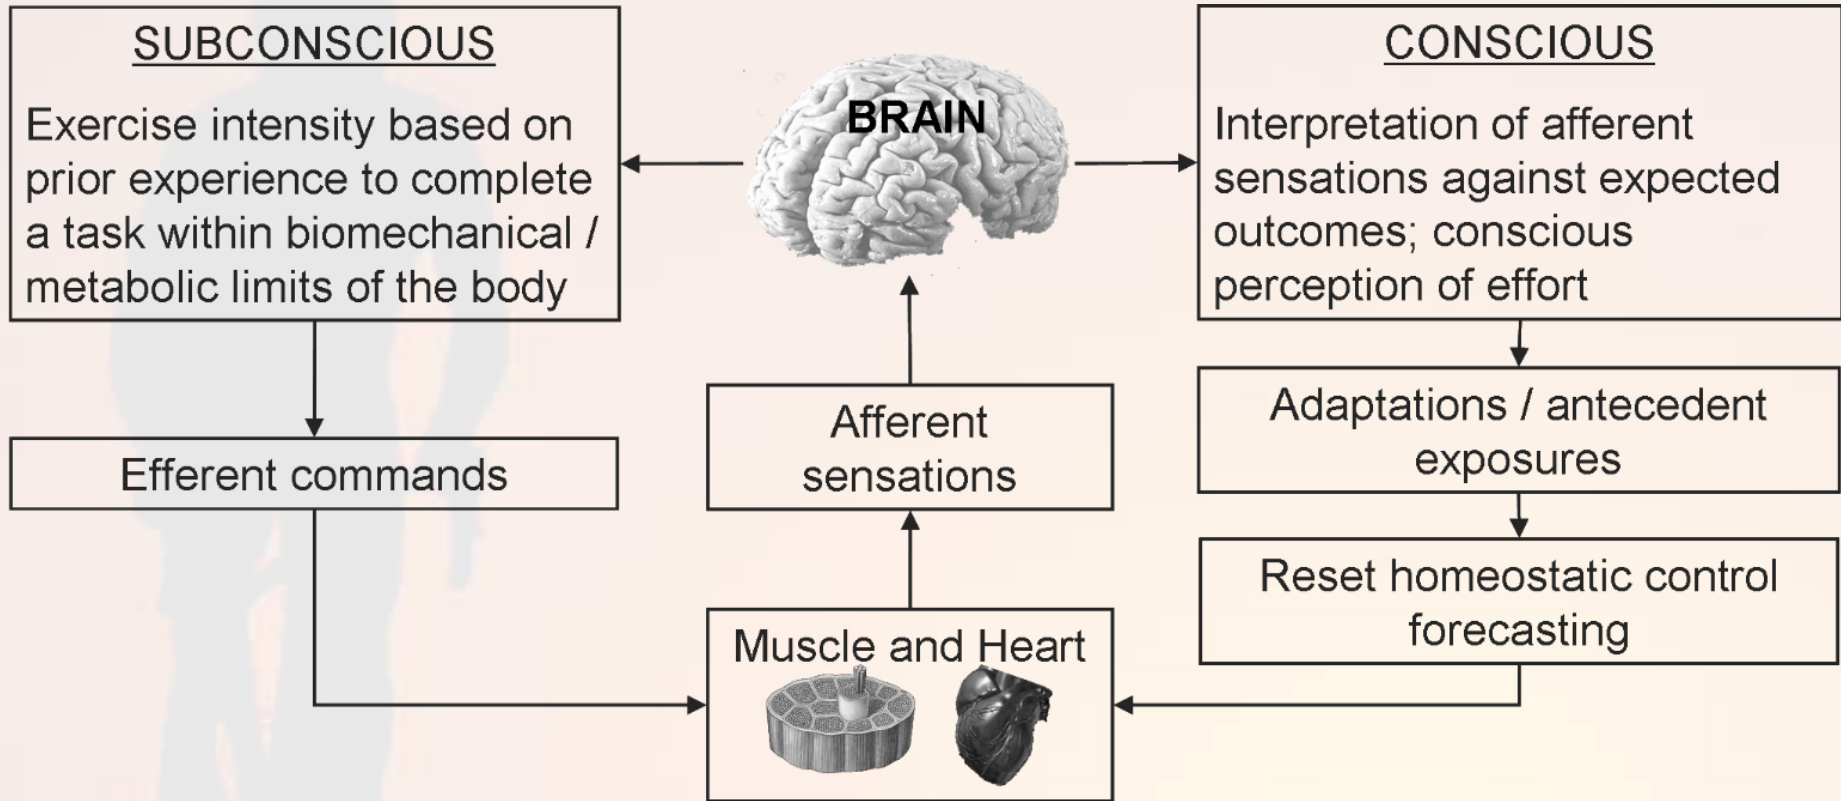 SUBCONSCIOUS
Exercise intensity based on
prior experience to complete
a task within biomechanical /
metabolic limits of the body
Efferent commands
BRAIN
Afferent
sensations
Muscle and Heart
CONSCIOUS
Interpretation of afferent
sensations against expected
outcomes; conscious
perception of effort
Adaptations / antecedent
exposures
Reset homeostatic control
forecasting